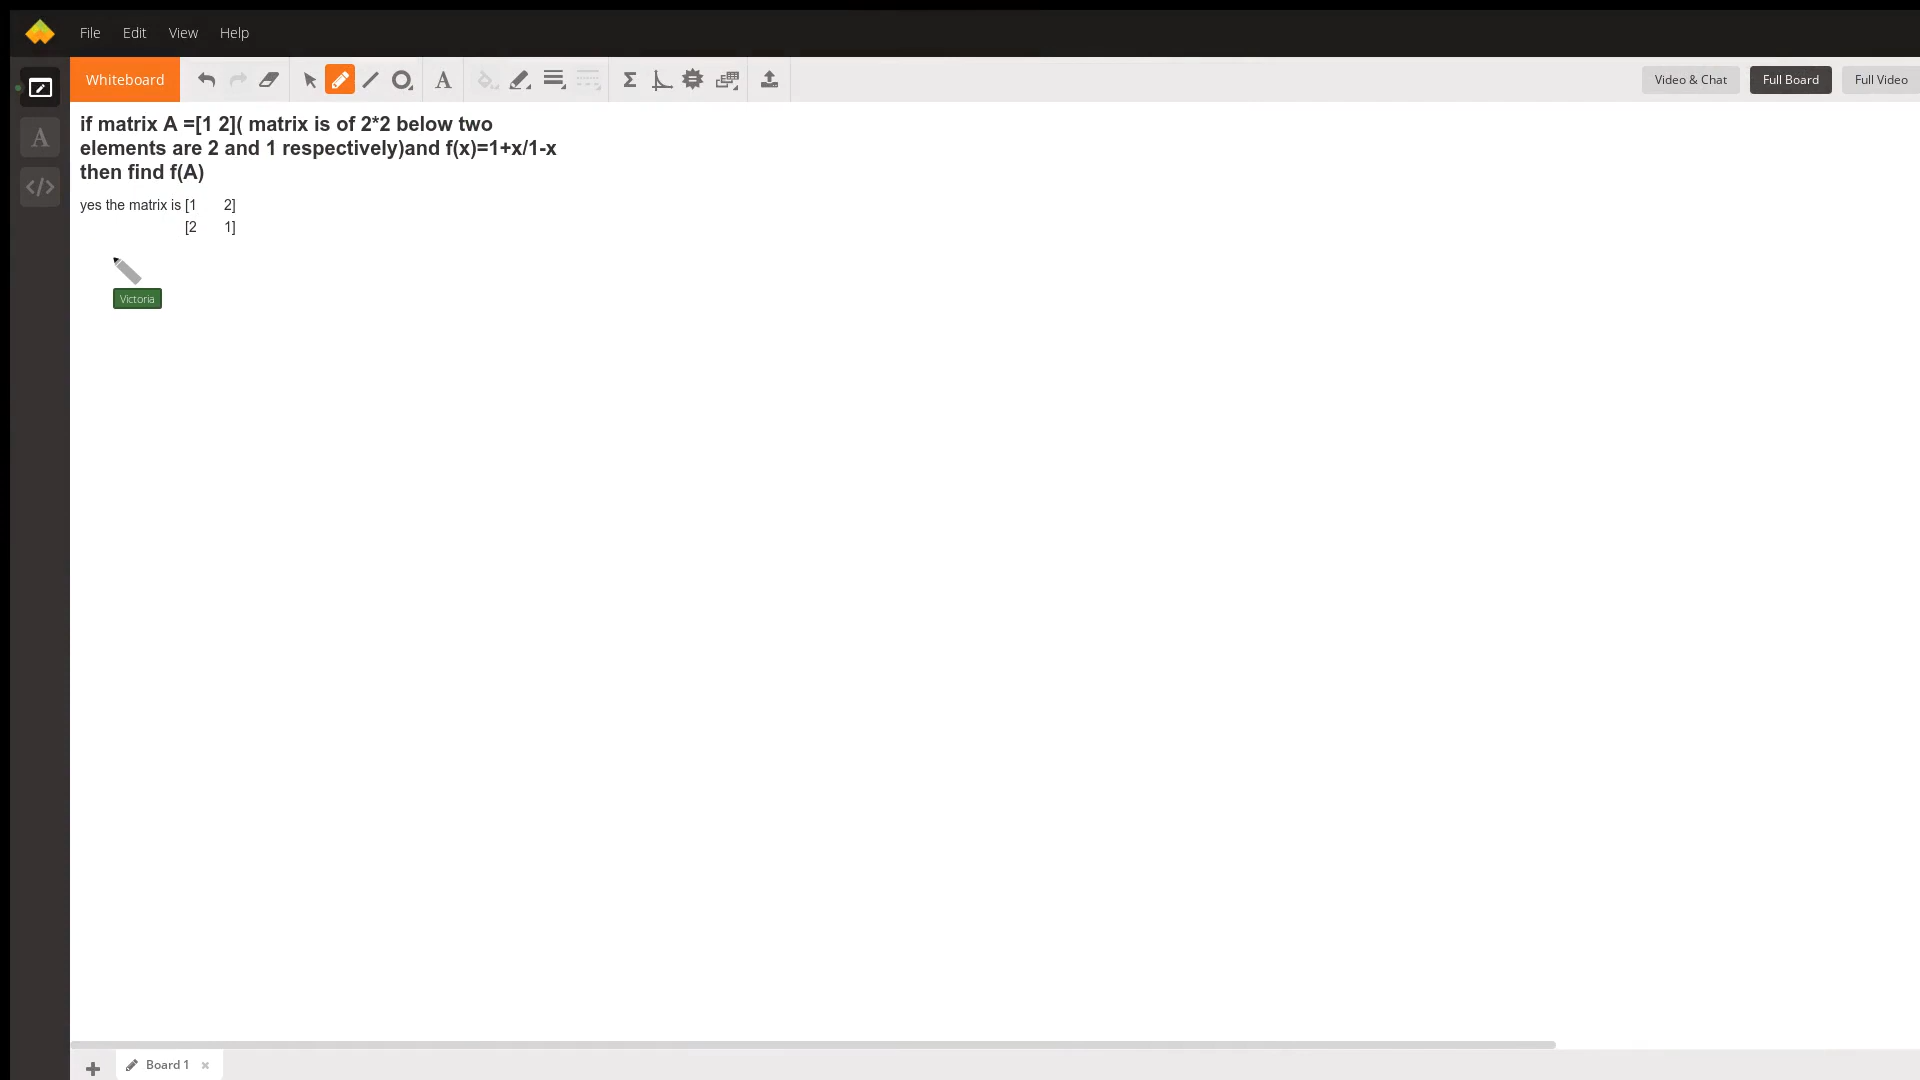 File Edit View Help
Whiteboard
Video & Chat Full Board Full Video
if matrix A =[1 2]( matrix is of 2*2 below two
elements are 2 and 1 respectively)and f(x)=1+x/1-x
then find f(A)
yes the matrix is [1 2]
[2 1]
Victoria
Board 1